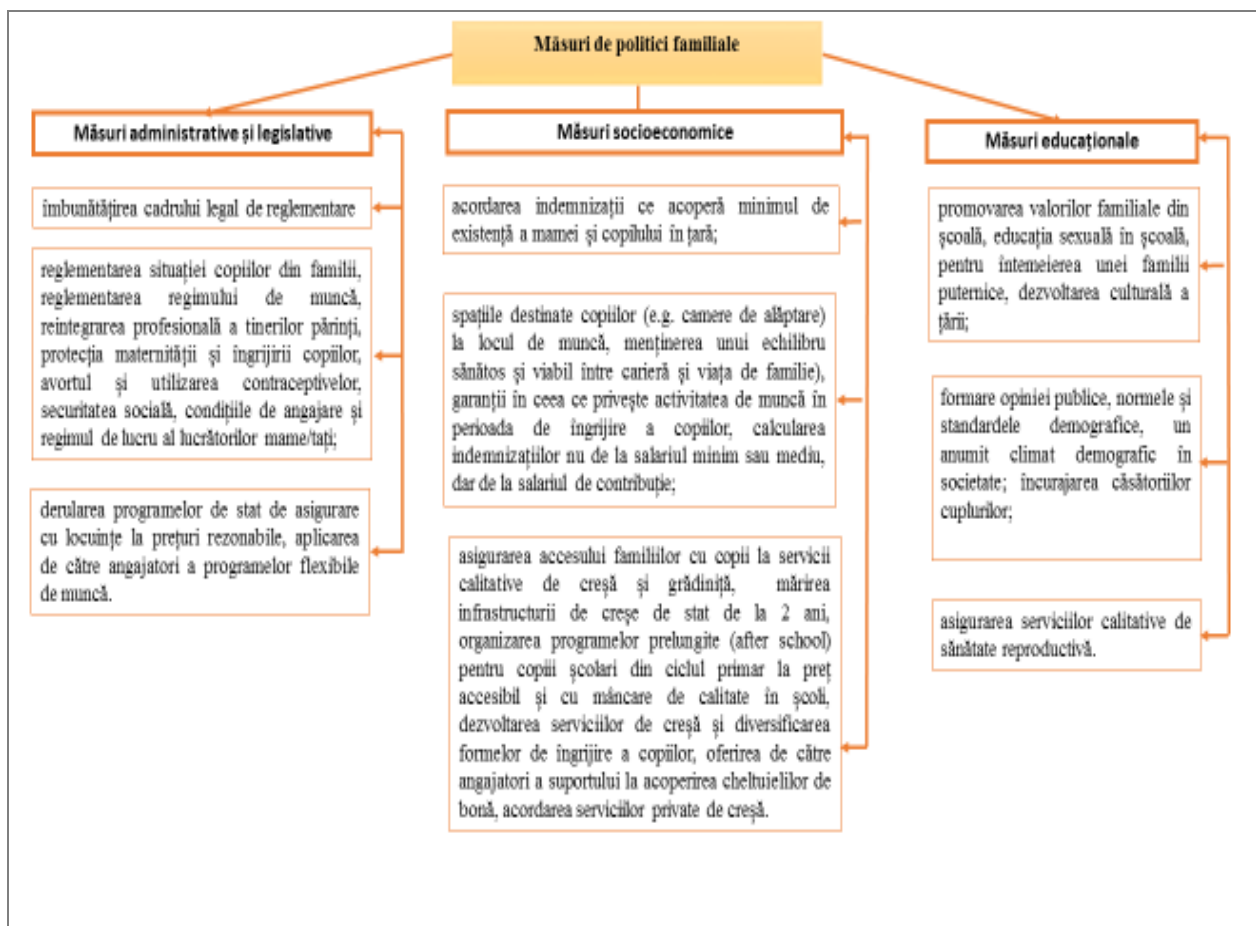 Măsuri de politici familiale
Măsuri administrative și legislative
îmbunătățirea cadrului legal de reglementare
reglementarea situației copiilor din familii,
reglementarea regimului de muncă,
reintegrarea profesională a tinerilor părinți,
protecția maternității și îngrijirii copiilor,
avortul și utilizarea contraceptivelor,
securitatea socială, condițiile de angajare și
regimul de lucru al lucrătorilor mame/tați;
derularea programelor de stat de asigurare
cu locuințe la prețuri rezonabile, aplicarea
de către angajatori a programelor flexibile
de muncă.
Măsuri socioeconomice
acordarea indemnizații ce acoperă minimul de
existență a mamei și copilului în țară;
spațiile destinate copiilor (e.g. camere de alăptare)
la locul de muncă, menținerea unui echilibru
sănătos și viabil între carieră și viața de familie),
garanții în ceea ce privește activitatea de muncă în
perioada de îngrijire a copiilor, calcularea
indemnizațiilor nu de la salariul minim sau mediu,
dar de la salariul de contribuție;
asigurarea accesului familiilor cu copii la servicii
calitative de creșă și grădiniță, mărirea
infrastructurii de creșe de stat de la 2 ani,
organizarea programelor prelungite (after school)
pentru copiii școlari din ciclul primar la preț
accesibil și cu mâncare de calitate în școli,
dezvoltarea serviciilor de creșă și diversificarea
formelor de îngrijire a copiilor, oferirea de către
angajatori a suportului la acoperirea cheltuielilor de
bonă, acordarea serviciilor private de creșă.
Măsuri educaționale
promovarea valorilor familiale din
școală, educația sexuală în școală,
pentru întemeierea unei familii
puternice, dezvoltarea culturală a
țării;
formare opiniei publice, normele și
standardele demografice, un
anumit climat demografic în
societate; încurajarea căsătoriilor
cuplurilor;
asigurarea serviciilor calitative de
sănătate reproductivă.